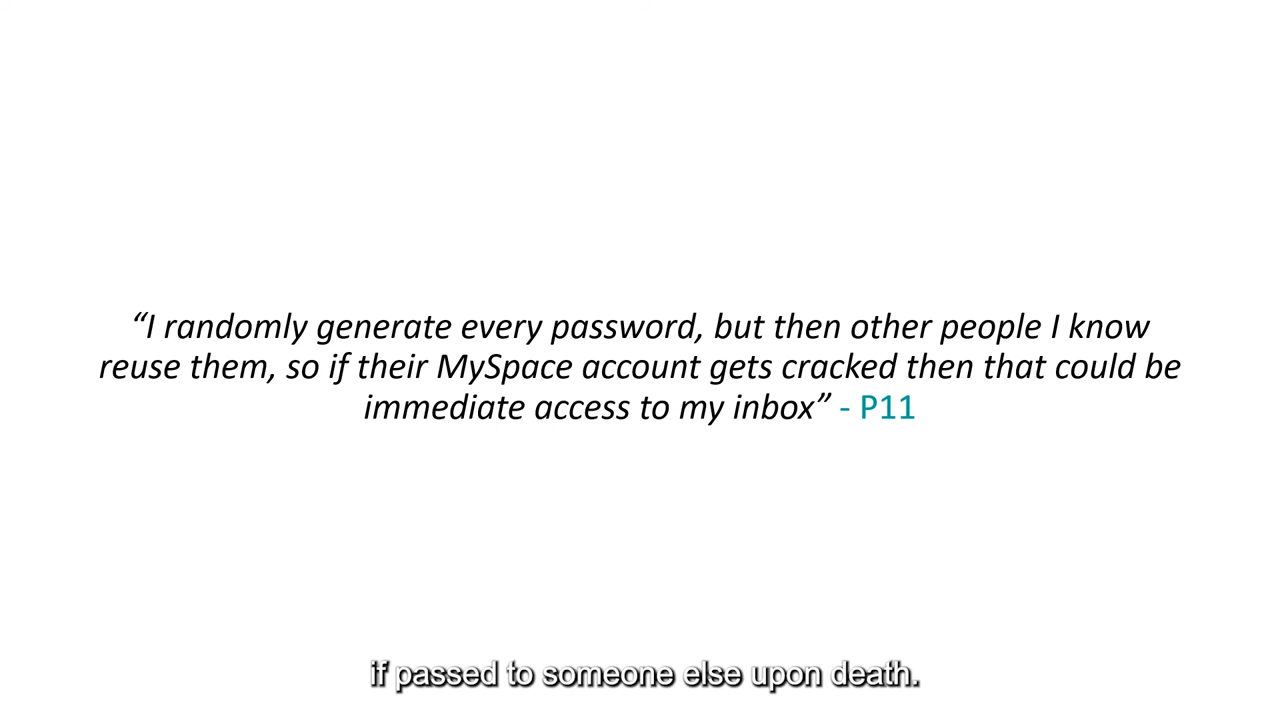 “I randomly generate every password, but then other people I know
reuse them, so if their MySpace account gets cracked then that could be
immediate access to my inbox” - P11
if passed to someone else upon death.